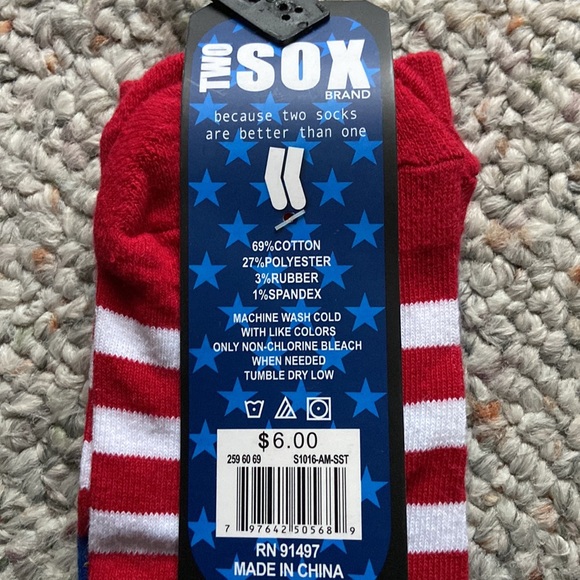 TWO SOX
BRAND
because two socks
are better than one
69%COTTON
27%POLYESTER
3%RUBBER
1%SPANDEX
MACHINE WASH COLD
WITH LIKE COLORS
ONLY NON-CHLORINE BLEACH
WHEN NEEDED
TUMBLE DRY LOW
$6.00
259 60 69 S1016-AM-SST
7 97642 50568 9
RN 91497
MADE IN CHINA